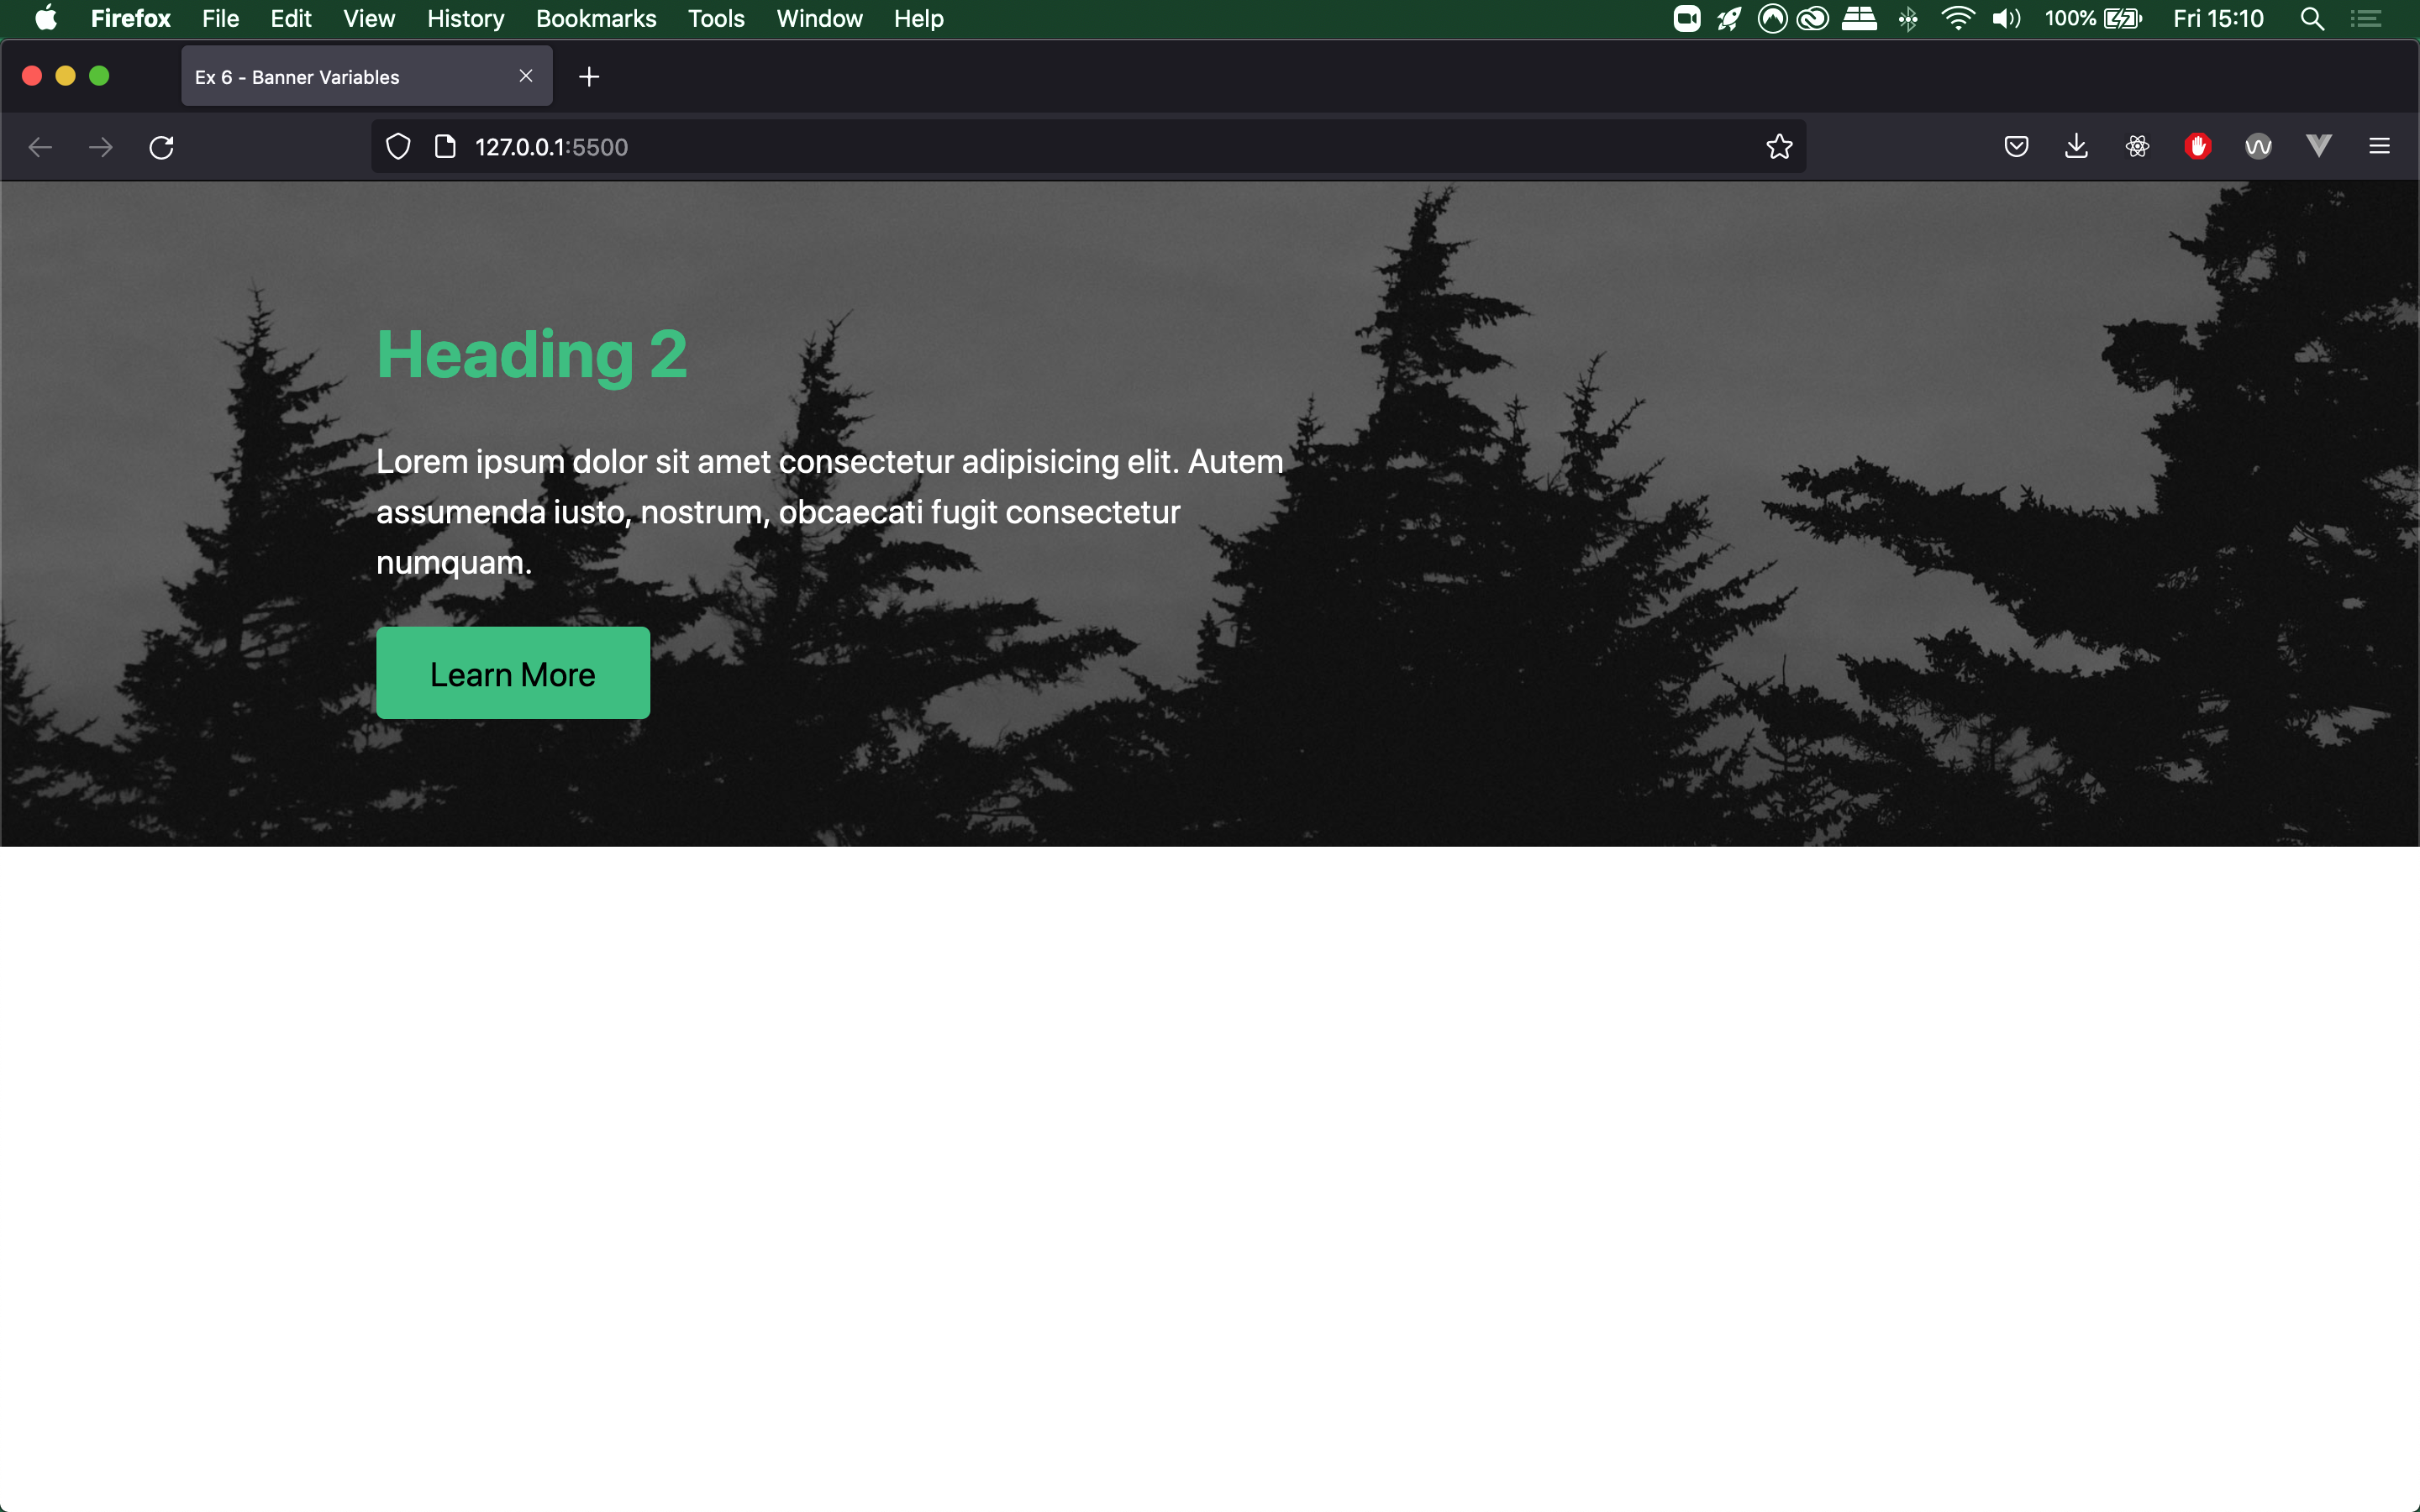 Firefox File Edit View History Bookmarks Tools Window Help 100% Fri 15:10
Ex 6 - Banner Variables
127.0.0.1:5500
Heading 2
Lorem ipsum dolor sit amet consectetur adipisicing elit. Autem
assumenda iusto, nostrum, obcaecati fugit consectetur
numquam.
Learn More